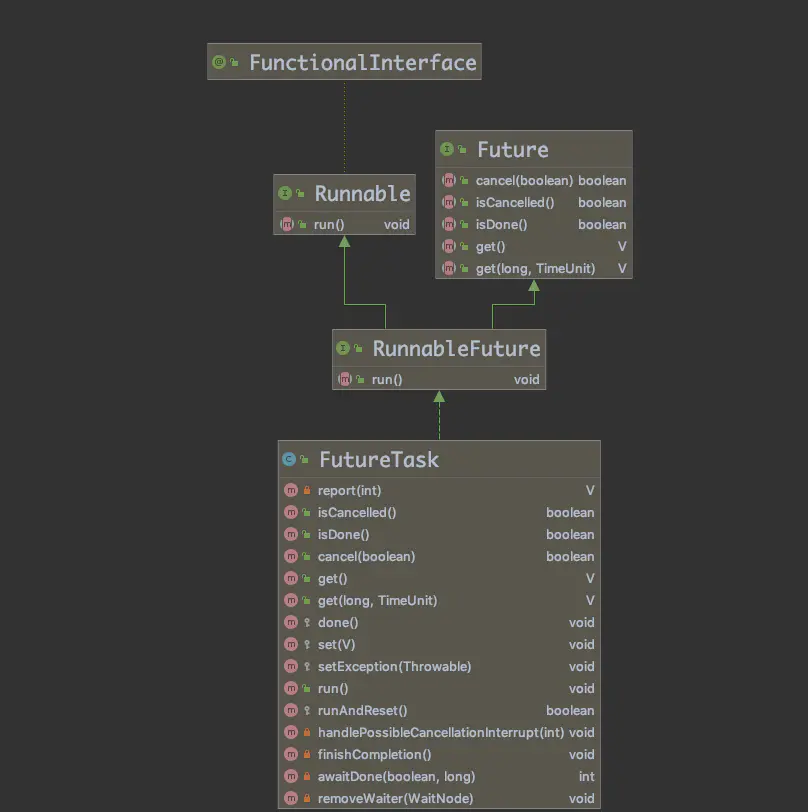 FunctionalInterface
Runnable
run() void
Future
cancel(boolean) boolean
isCancelled() boolean
isDone() boolean
get() V
get(long, TimeUnit) V
RunnableFuture
run() void
FutureTask
report(int) V
isCancelled() boolean
isDone() boolean
cancel(boolean) boolean
get() V
get(long, TimeUnit) V
done() void
set(V) void
setException(Throwable) void
run() void
runAndReset() boolean
handlePossibleCancellationInterrupt(int) void
finishCompletion() void
awaitDone(boolean, long) int
removeWaiter(WaitNode) void